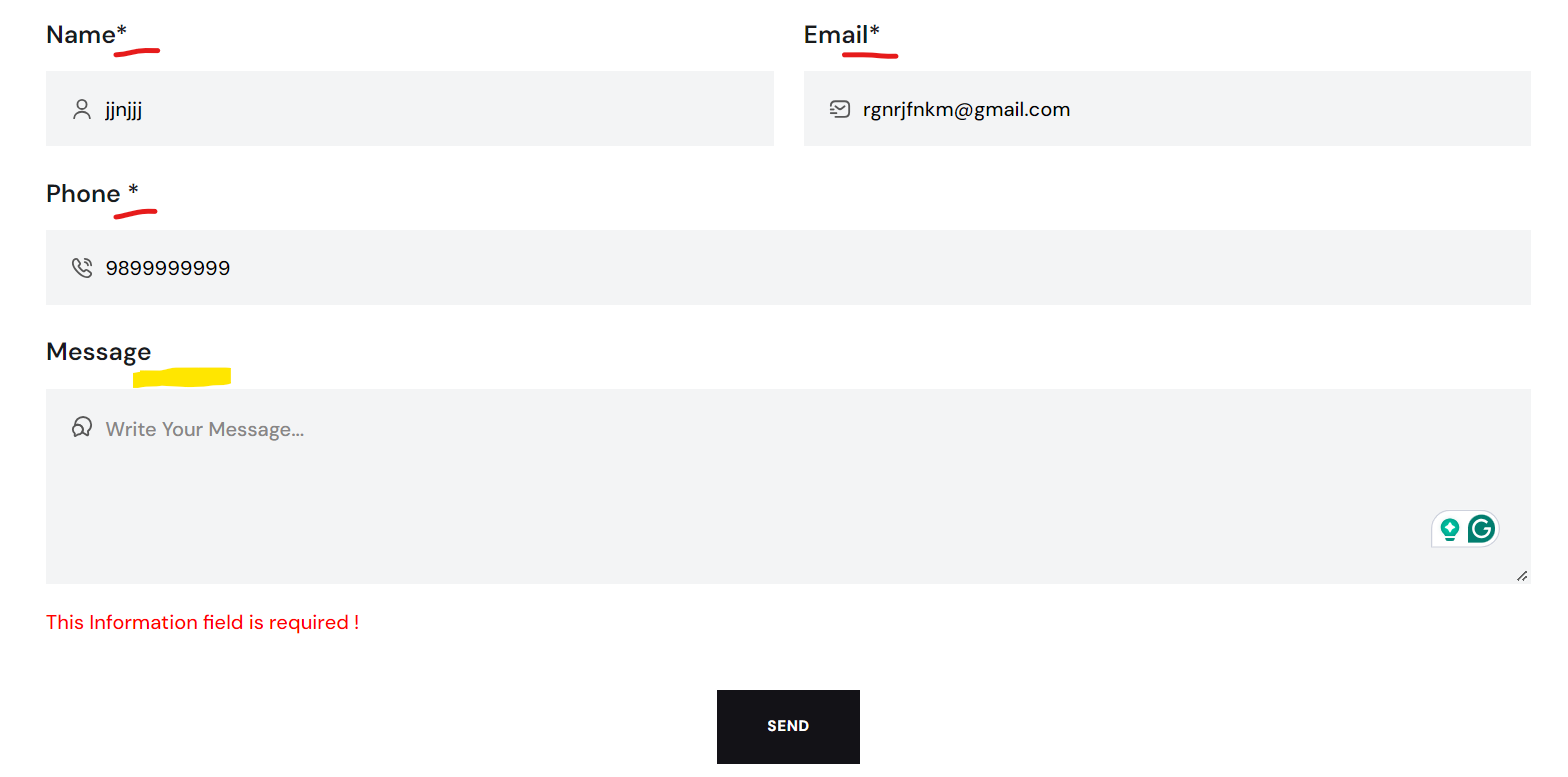 Name*
Email*
jjnjjj
rgnrjfnkm@gmail.com
Phone *
9899999999
Message
Write Your Message...
This Information field is required !
SEND